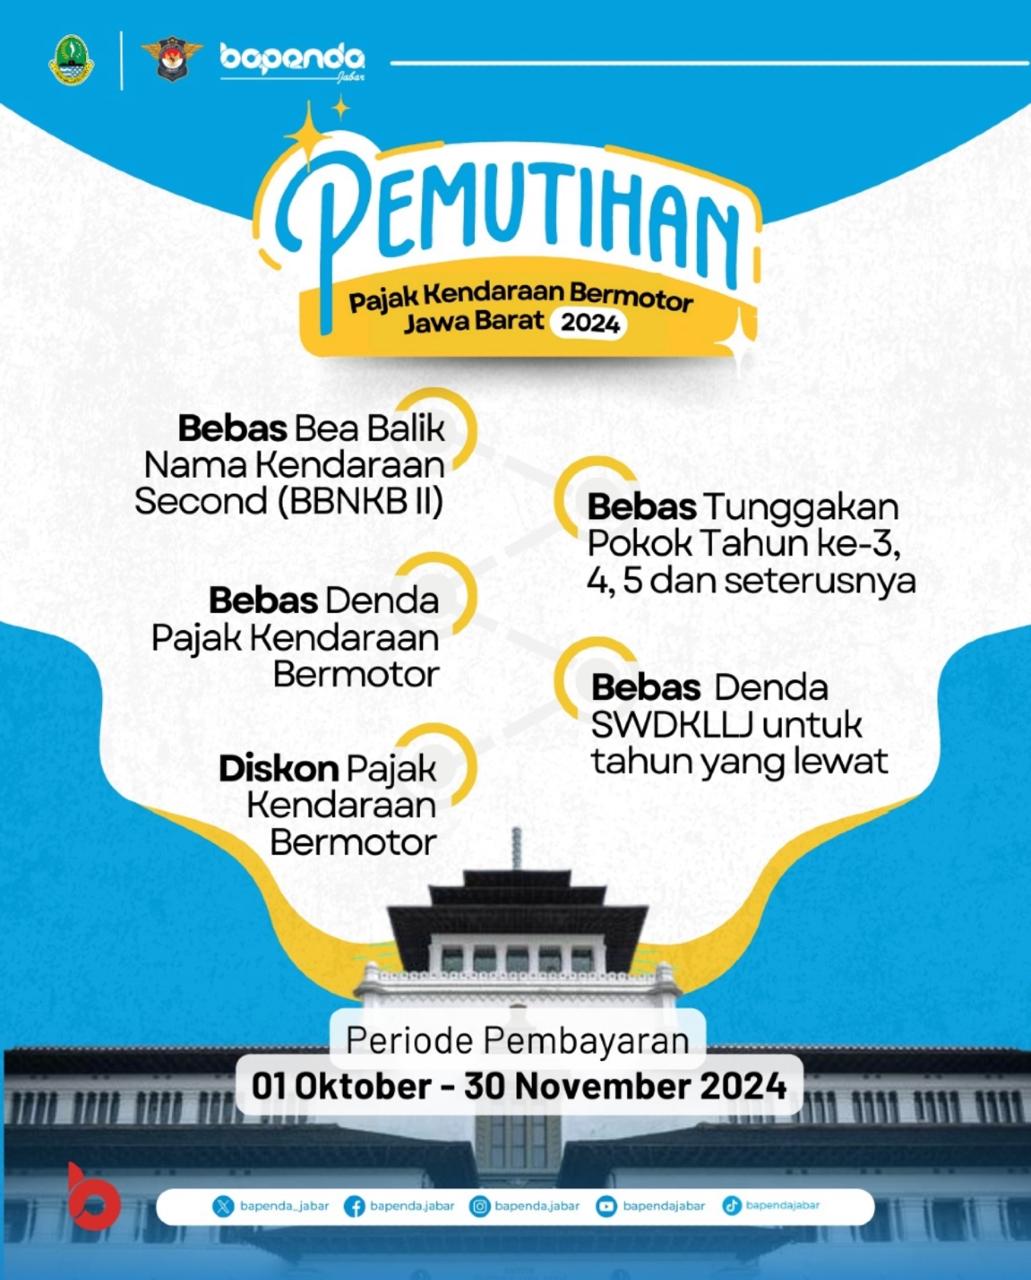 bapenda
Jabar
PEMUTIHAN
Pajak Kendaraan Bermotor
Jawa Barat 2024
Bebas Bea Balik
Nama Kendaraan
Second (BBNKB II)
Bebas Tunggakan
Pokok Tahun ke-3,
4, 5 dan seterusnya
Bebas Denda
Pajak Kendaraan
Bermotor
Bebas Denda
SWDKLLJ untuk
tahun yang lewat
Diskon Pajak
Kendaraan
Bermotor
Periode Pembayaran
01 Oktober - 30 November 2024
bapenda_jabar bapenda.jabar bapenda.jabar bapendajabar bapendajabar